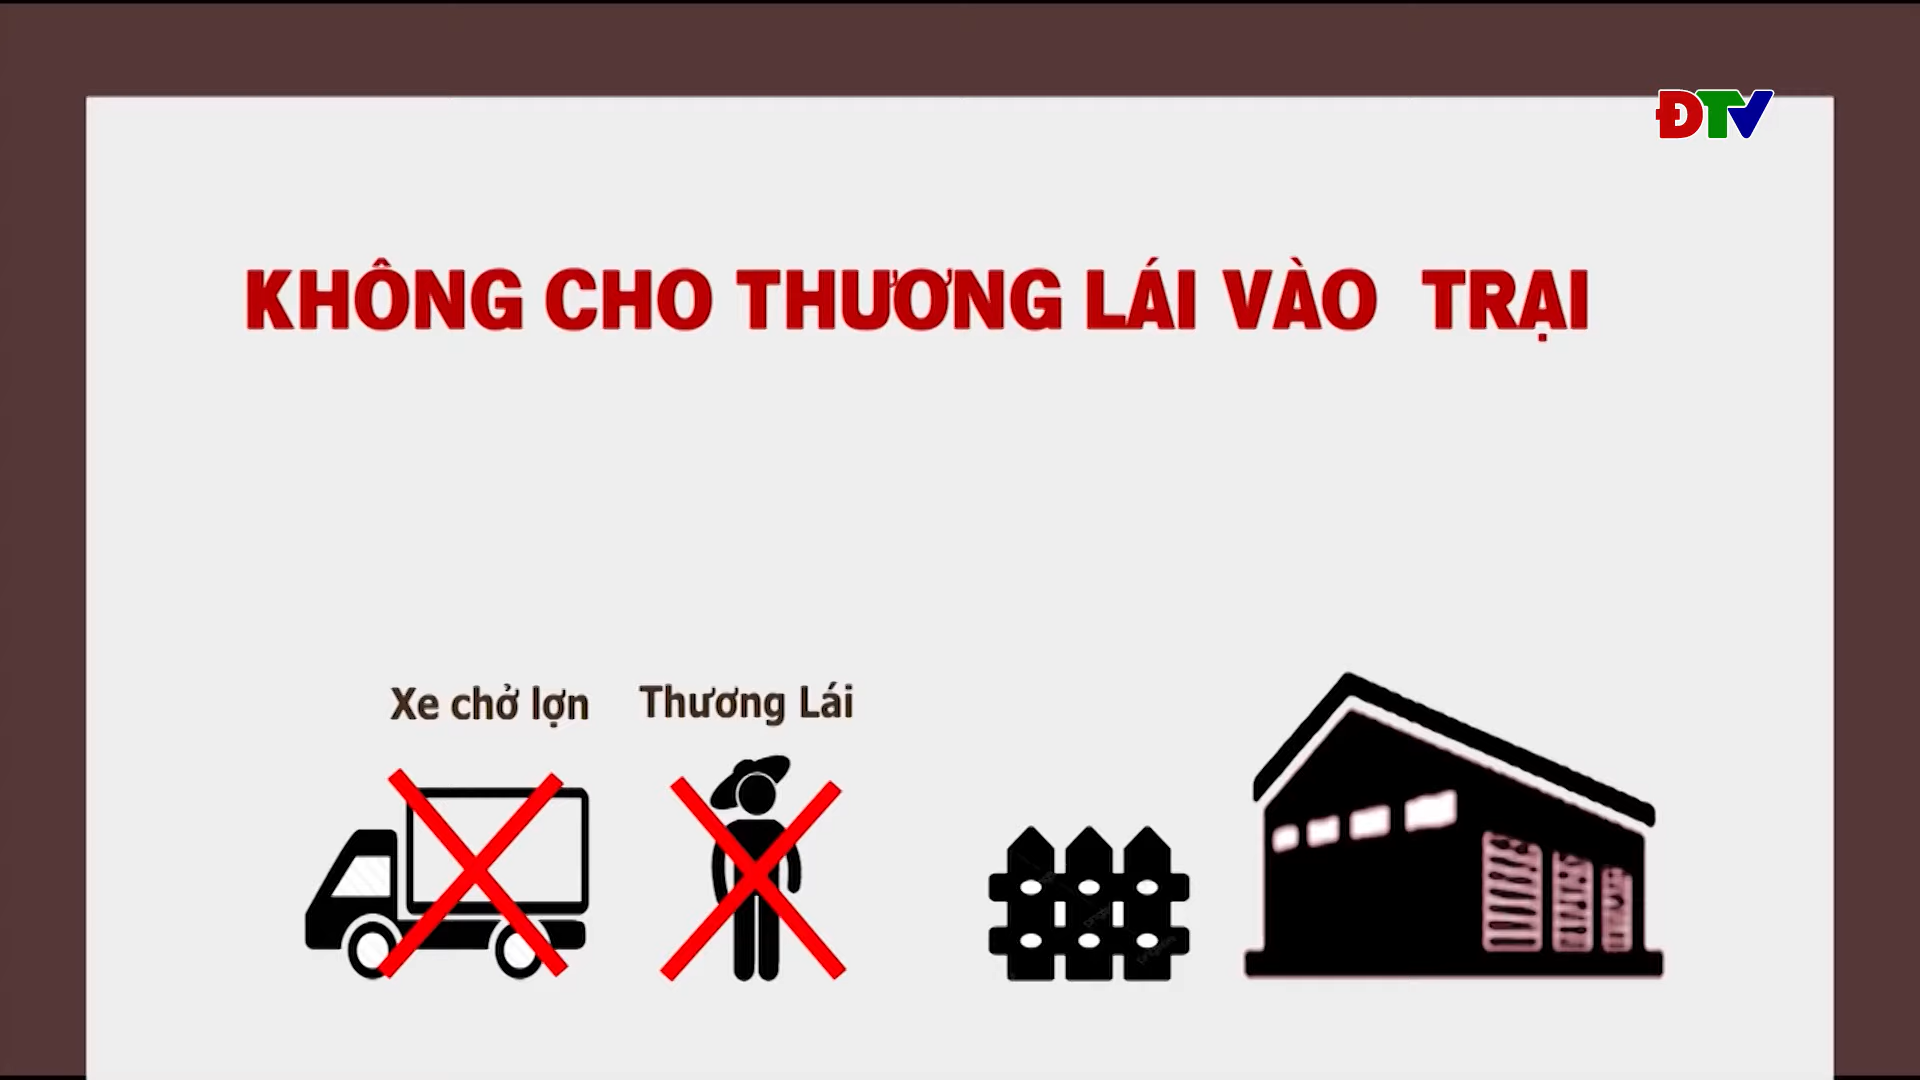 ĐTV
KHÔNG CHO THƯƠNG LÁI VÀO TRẠI
Xe chở lợn
Thương Lái